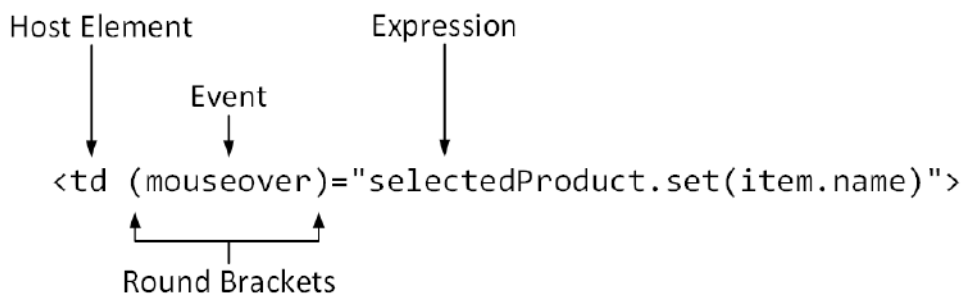 Host Element
Expression
Event
<td (mouseover)="selectedProduct.set(item.name)">
Round Brackets